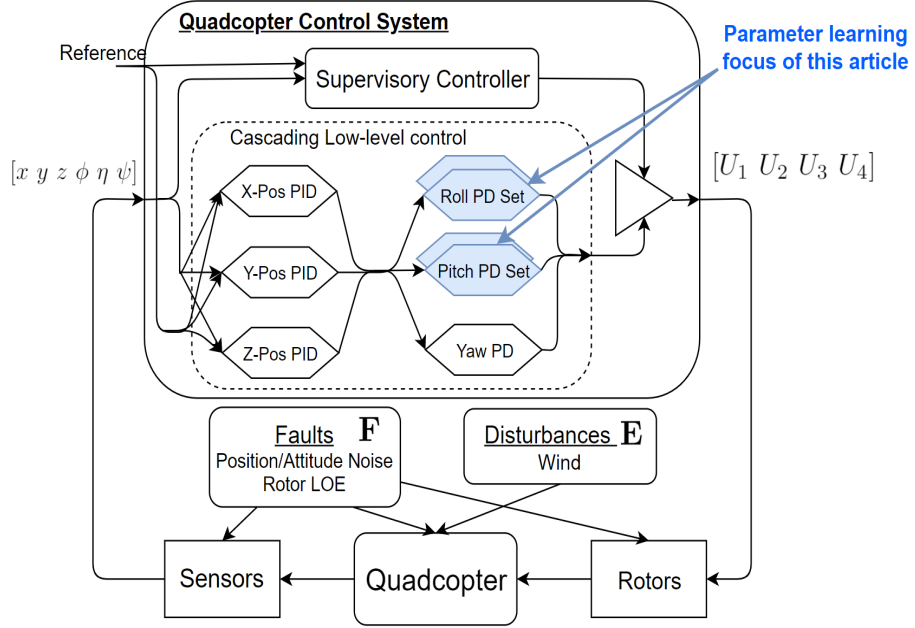 Quadcopter Control System
Parameter learning
focus of this article
Reference
Supervisory Controller
Cascading Low-level control
[x y z ϕ η ψ]
[U₁ U₂ U₃ U₄]
X-Pos PID
Roll PD Set
Y-Pos PID
Pitch PD Set
Z-Pos PID
Yaw PD
Faults F
Position/Attitude Noise
Rotor LOE
Disturbances E
Wind
Sensors
Quadcopter
Rotors